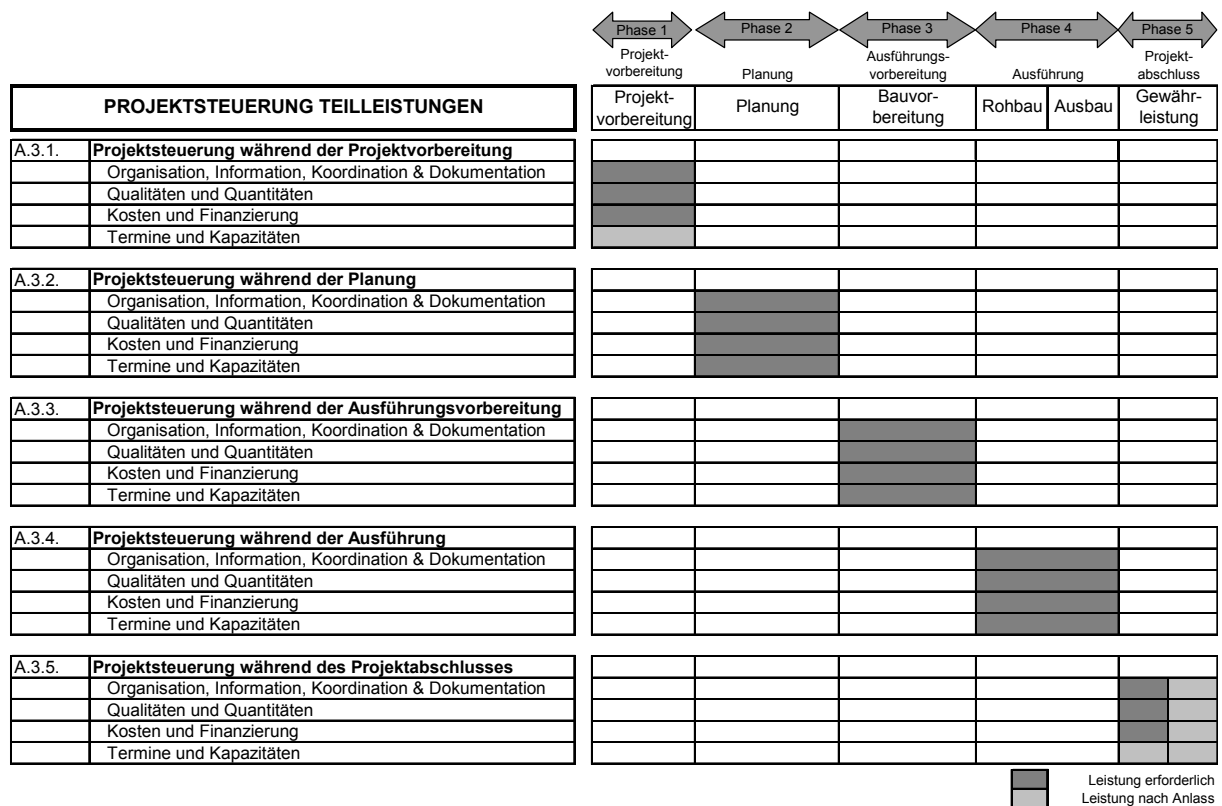 Phase 1 Phase 2 Phase 3 Phase 4 Phase 5
Projekt-
vorbereitung
Planung
Ausführungs-
vorbereitung
Ausführung
Projekt-
abschluss
PROJEKTSTEUERUNG TEILLEISTUNGEN
Projekt-
vorbereitung
Planung
Bauvor-
bereitung
Rohbau Ausbau
Gewähr-
leistung
A.3.1. Projektsteuerung während der Projektvorbereitung
Organisation, Information, Koordination & Dokumentation
Qualitäten und Quantitäten
Kosten und Finanzierung
Termine und Kapazitäten
A.3.2. Projektsteuerung während der Planung
Organisation, Information, Koordination & Dokumentation
Qualitäten und Quantitäten
Kosten und Finanzierung
Termine und Kapazitäten
A.3.3. Projektsteuerung während der Ausführungsvorbereitung
Organisation, Information, Koordination & Dokumentation
Qualitäten und Quantitäten
Kosten und Finanzierung
Termine und Kapazitäten
A.3.4. Projektsteuerung während der Ausführung
Organisation, Information, Koordination & Dokumentation
Qualitäten und Quantitäten
Kosten und Finanzierung
Termine und Kapazitäten
A.3.5. Projektsteuerung während des Projektabschlusses
Organisation, Information, Koordination & Dokumentation
Qualitäten und Quantitäten
Kosten und Finanzierung
Termine und Kapazitäten
Leistung erforderlich
Leistung nach Anlass